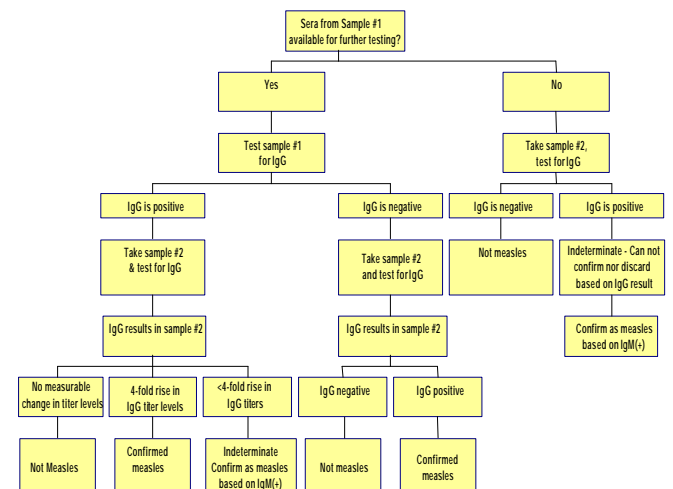 Sera from Sample #1
available for further testing?
Yes
No
Test sample #1
for IgG
Take sample #2,
test for IgG
IgG is positive
IgG is negative
IgG is negative
IgG is positive
Take sample #2
& test for IgG
Take sample #2
and test for IgG
Not measles
Indeterminate - Can not
confirm nor discard
based on IgG result
IgG results in sample #2
IgG results in sample #2
Confirm as measles
based on IgM(+)
No measurable
change in titer levels
4-fold rise in
IgG titer levels
<4-fold rise in
IgG titers
IgG negative
IgG positive
Not Measles
Confirmed
measles
Indeterminate
Confirm as measles
based on IgM(+)
Not measles
Confirmed
measles